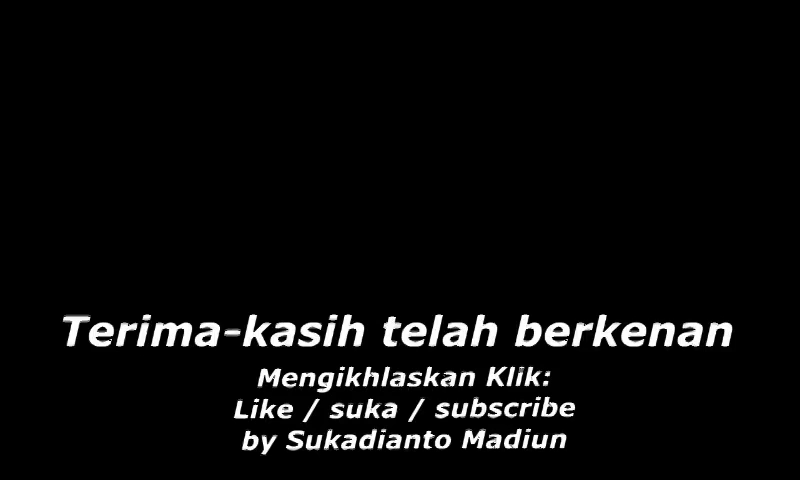 Terima-kasih telah berkenan
Mengikhlaskan Klik:
Like / suka / subscribe
by Sukadianto Madiun